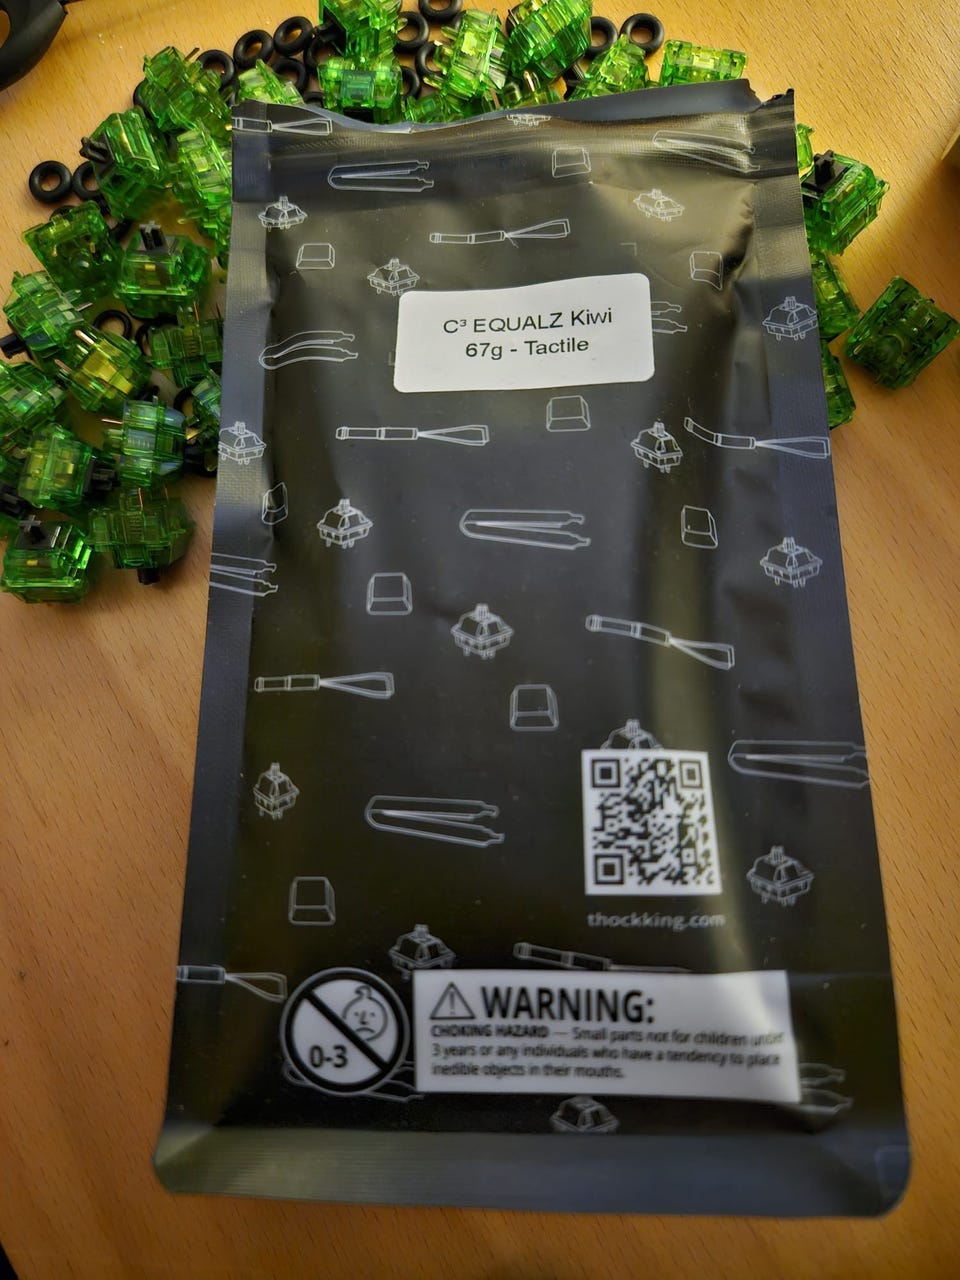 C³ EQUALZ Kiwi
67g - Tactile
thockking.com
0-3
WARNING:
CHOKING HAZARD — Small parts not for children under
3 years or any individuals who have a tendency to place
inedible objects in their mouths.